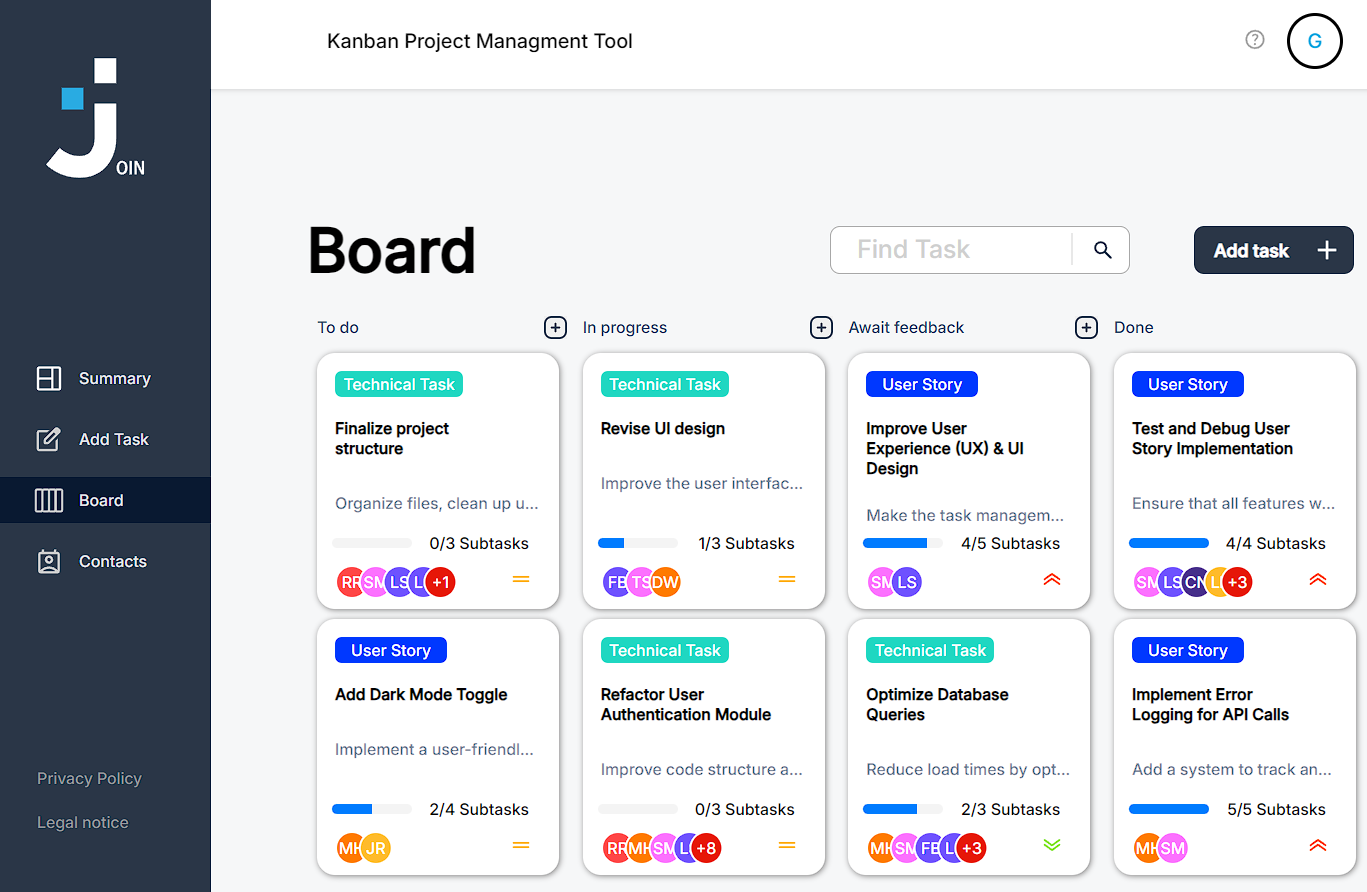 OIN
Kanban Project Managment Tool
G
Board
Find Task
Add task
Summary
Add Task
Board
Contacts
Privacy Policy
Legal notice
To do
In progress
Await feedback
Done
Technical Task
Finalize project
structure
Organize files, clean up u...
0/3 Subtasks
SM LS +1
Technical Task
Revise UI design
Improve the user interfac...
1/3 Subtasks
FB TS DW
User Story
Improve User
Experience (UX) & UI
Design
Make the task managem...
4/5 Subtasks
SM LS
User Story
Test and Debug User
Story Implementation
Ensure that all features w...
4/4 Subtasks
SM LS CN +3
User Story
Add Dark Mode Toggle
Implement a user-friendl...
2/4 Subtasks
MH JR
Technical Task
Refactor User
Authentication Module
Improve code structure a...
0/3 Subtasks
MH SM +8
Technical Task
Optimize Database
Queries
Reduce load times by opt...
2/3 Subtasks
MH SM FB +3
User Story
Implement Error
Logging for API Calls
Add a system to track an...
5/5 Subtasks
MH SM